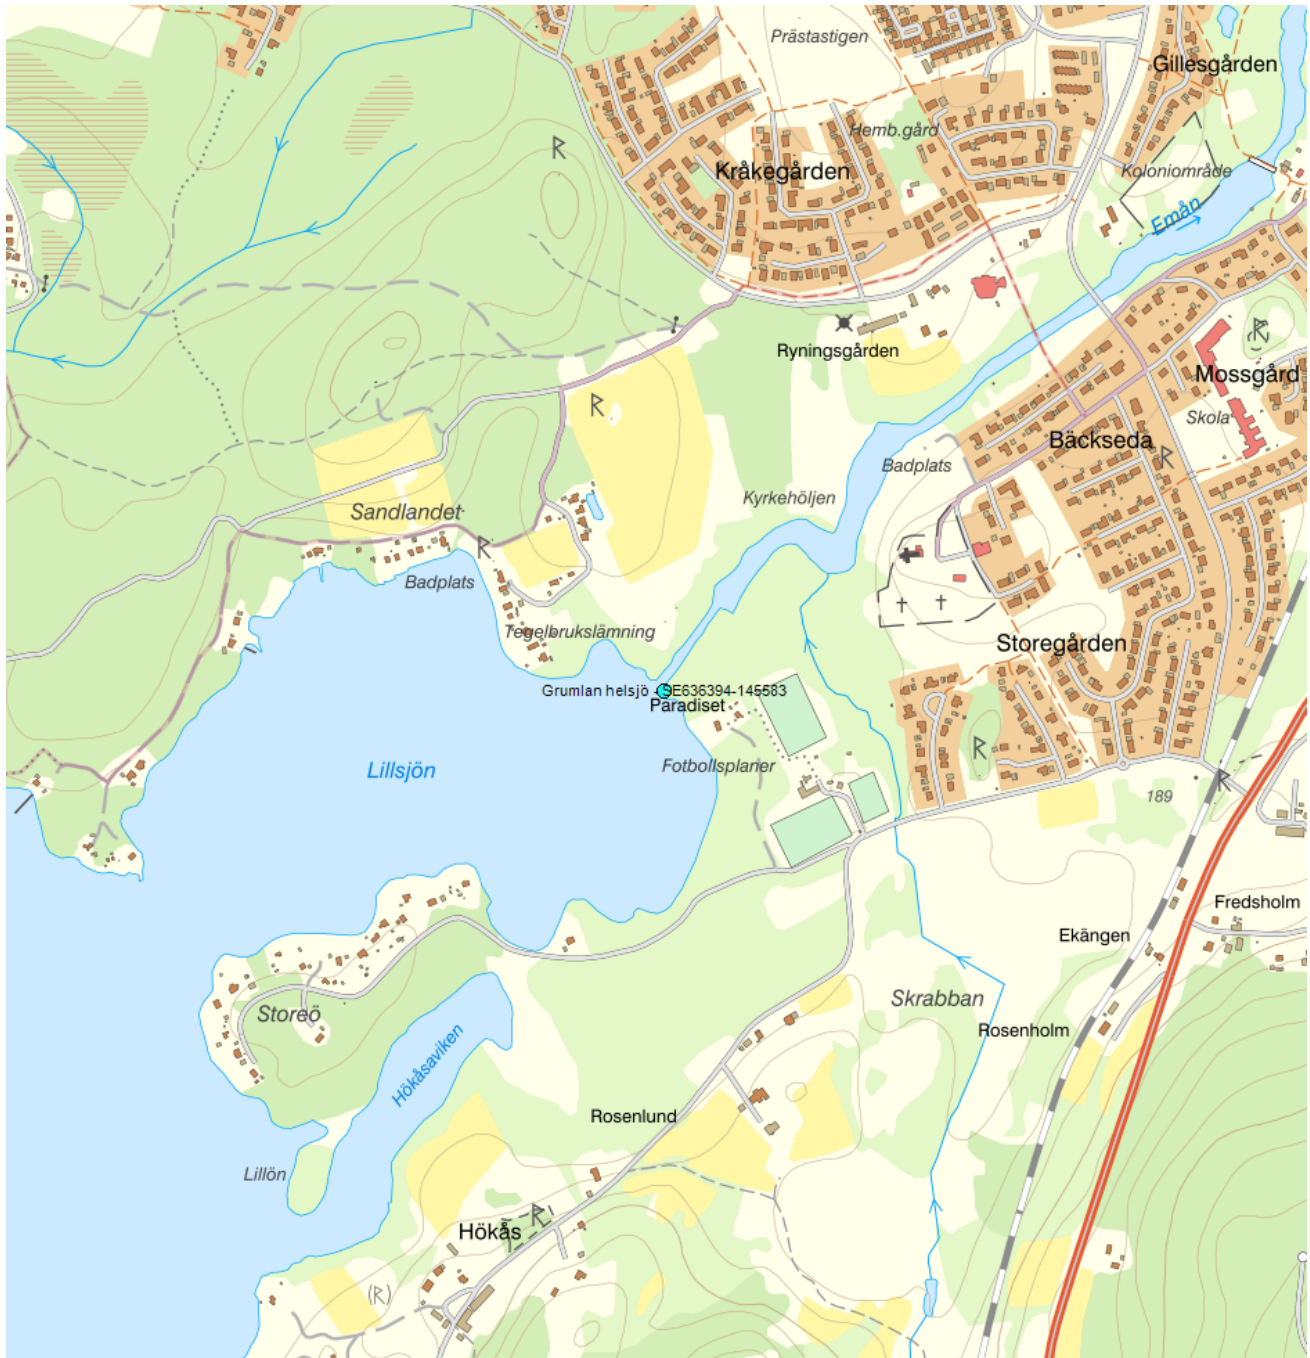 Prästastigen
Gillesgården
Hemb.gård
Kråkegården
Koloniområde
Emån
Ryningsgården
Mossgård
Skola
Bäckseda
Badplats
Kyrkehöljen
Sandlandet
Badplats
Tegelbrukslämning
Storegården
Grumlan helsjö - SE636394-145583
Paradiset
Lillsjön
Fotbollsplaner
189
Fredsholm
Ekängen
Skrabban
Storeö
Rosenholm
Hökåsaviken
Rosenlund
Lillön
Hökås